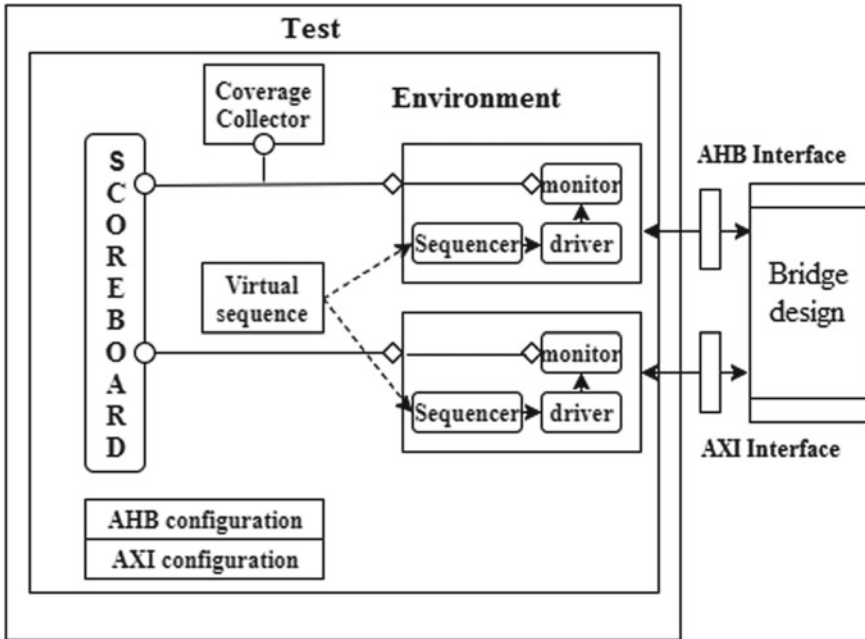 Test
Coverage
Collector
Environment
SCOREBOARD
monitor
Sequencer
driver
Virtual
sequence
monitor
Sequencer
driver
AHB configuration
AXI configuration
AHB Interface
Bridge
design
AXI Interface